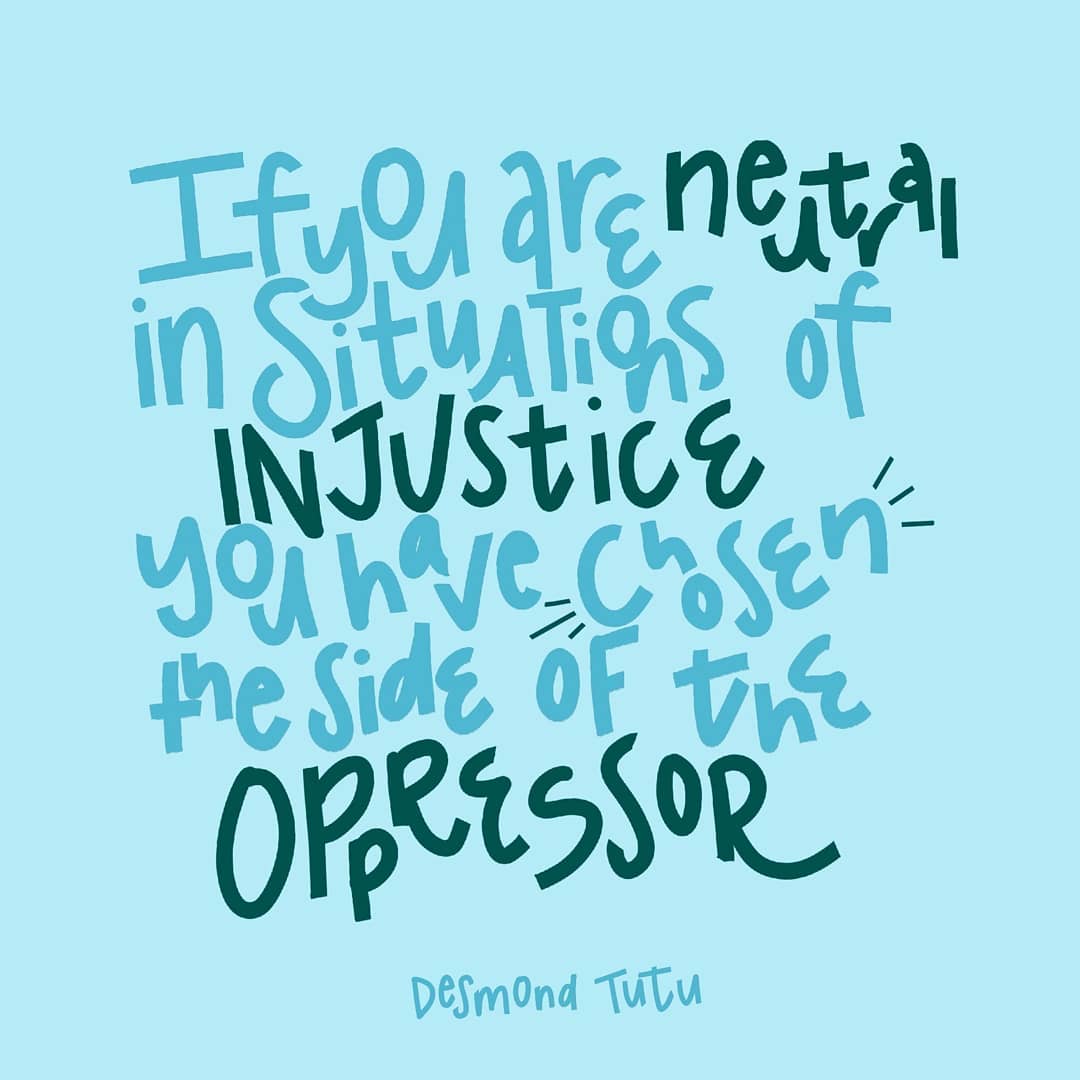 If you are neutral
in SituATions of
INJUStice
you have Chosen
the side OF the
OPPRESSOR
Desmond Tutu